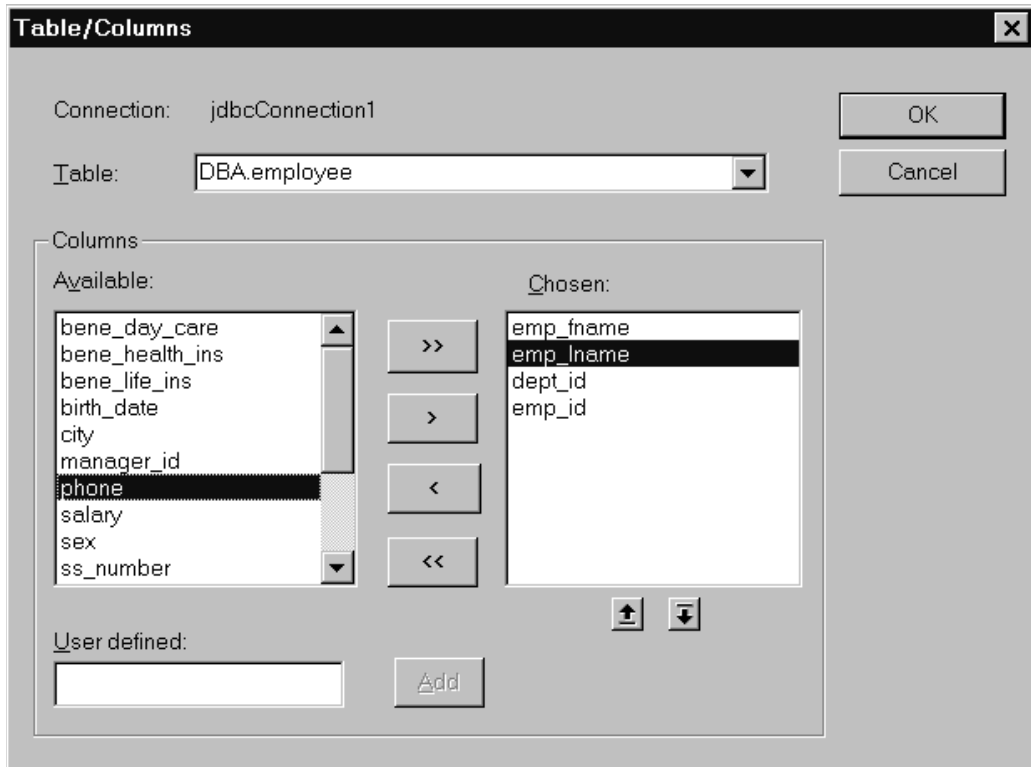 Table/Columns
Connection: jdbcConnection1
OK
Table: DBA.employee
Cancel
Columns
Available:
Chosen:
bene_day_care
bene_health_ins
bene_life_ins
birth_date
city
manager_id
phone
salary
sex
ss_number
>>
>
<
<<
emp_fname
emp_lname
dept_id
emp_id
User defined:
Add